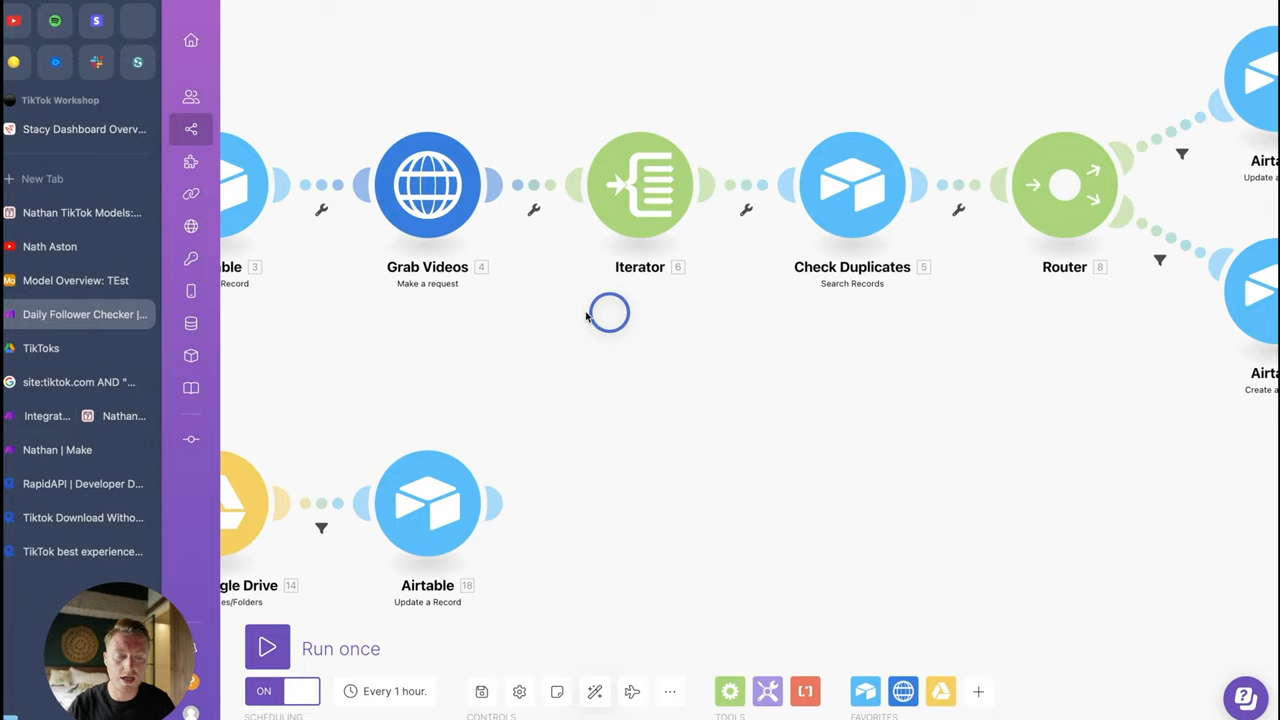 TikTok Workshop
Stacy Dashboard Overv...
New Tab
Nathan TikTok Models:...
Nath Aston
Model Overview: TEst
Daily Follower Checker |...
TikToks
site:tiktok.com AND "...
Integrat... Nathan...
Nathan | Make
RapidAPI | Developer D...
Tiktok Download Witho...
TikTok best experience...
ble 3
Record
Grab Videos 4
Make a request
Iterator 6
Check Duplicates 5
Search Records
Router 8
Airta
Update a
Airta
Create a
gle Drive 14
es/Folders
Airtable 18
Update a Record
Run once
ON
Every 1 hour.
SCHEDULING
CONTROLS
TOOLS
FAVORITES